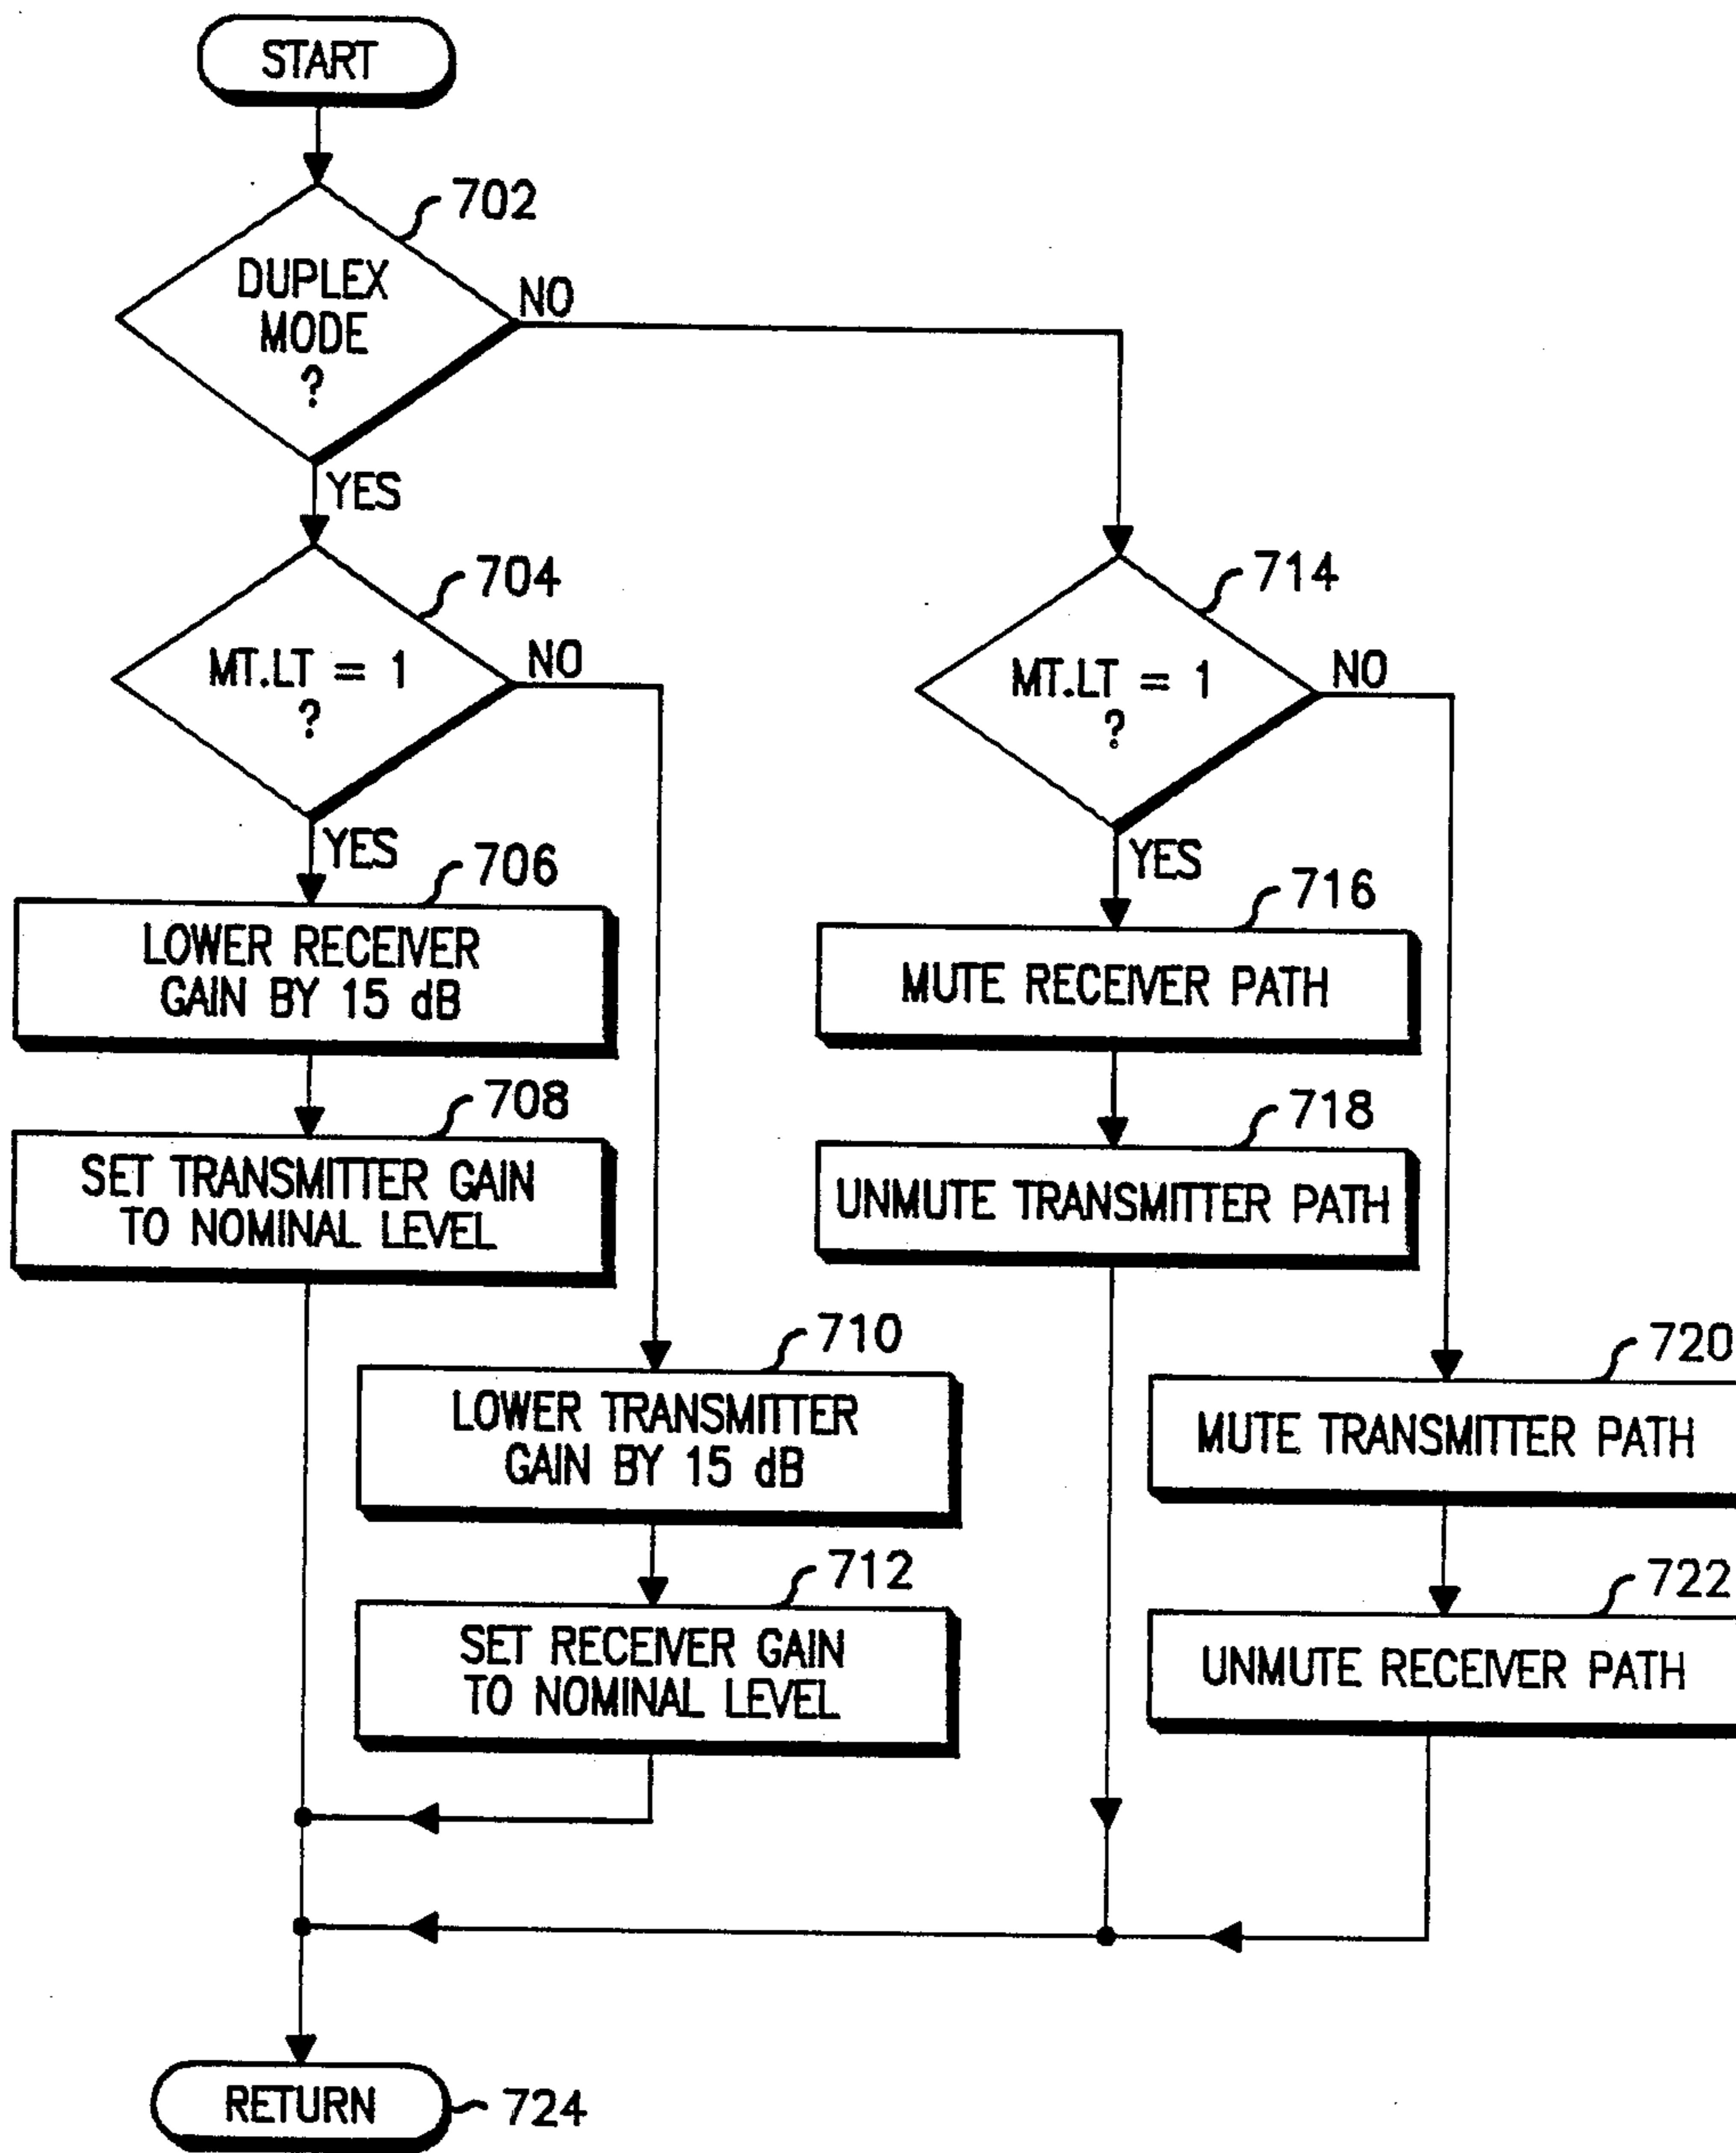 START
702
DUPLEX
MODE
?
NO
YES
704
MT.LT = 1
?
NO
YES
706
LOWER RECEIVER
GAIN BY 15 dB
708
SET TRANSMITTER GAIN
TO NOMINAL LEVEL
710
LOWER TRANSMITTER
GAIN BY 15 dB
712
SET RECEIVER GAIN
TO NOMINAL LEVEL
714
MT.LT = 1
?
NO
YES
716
MUTE RECEIVER PATH
718
UNMUTE TRANSMITTER PATH
720
MUTE TRANSMITTER PATH
722
UNMUTE RECEIVER PATH
RETURN
724